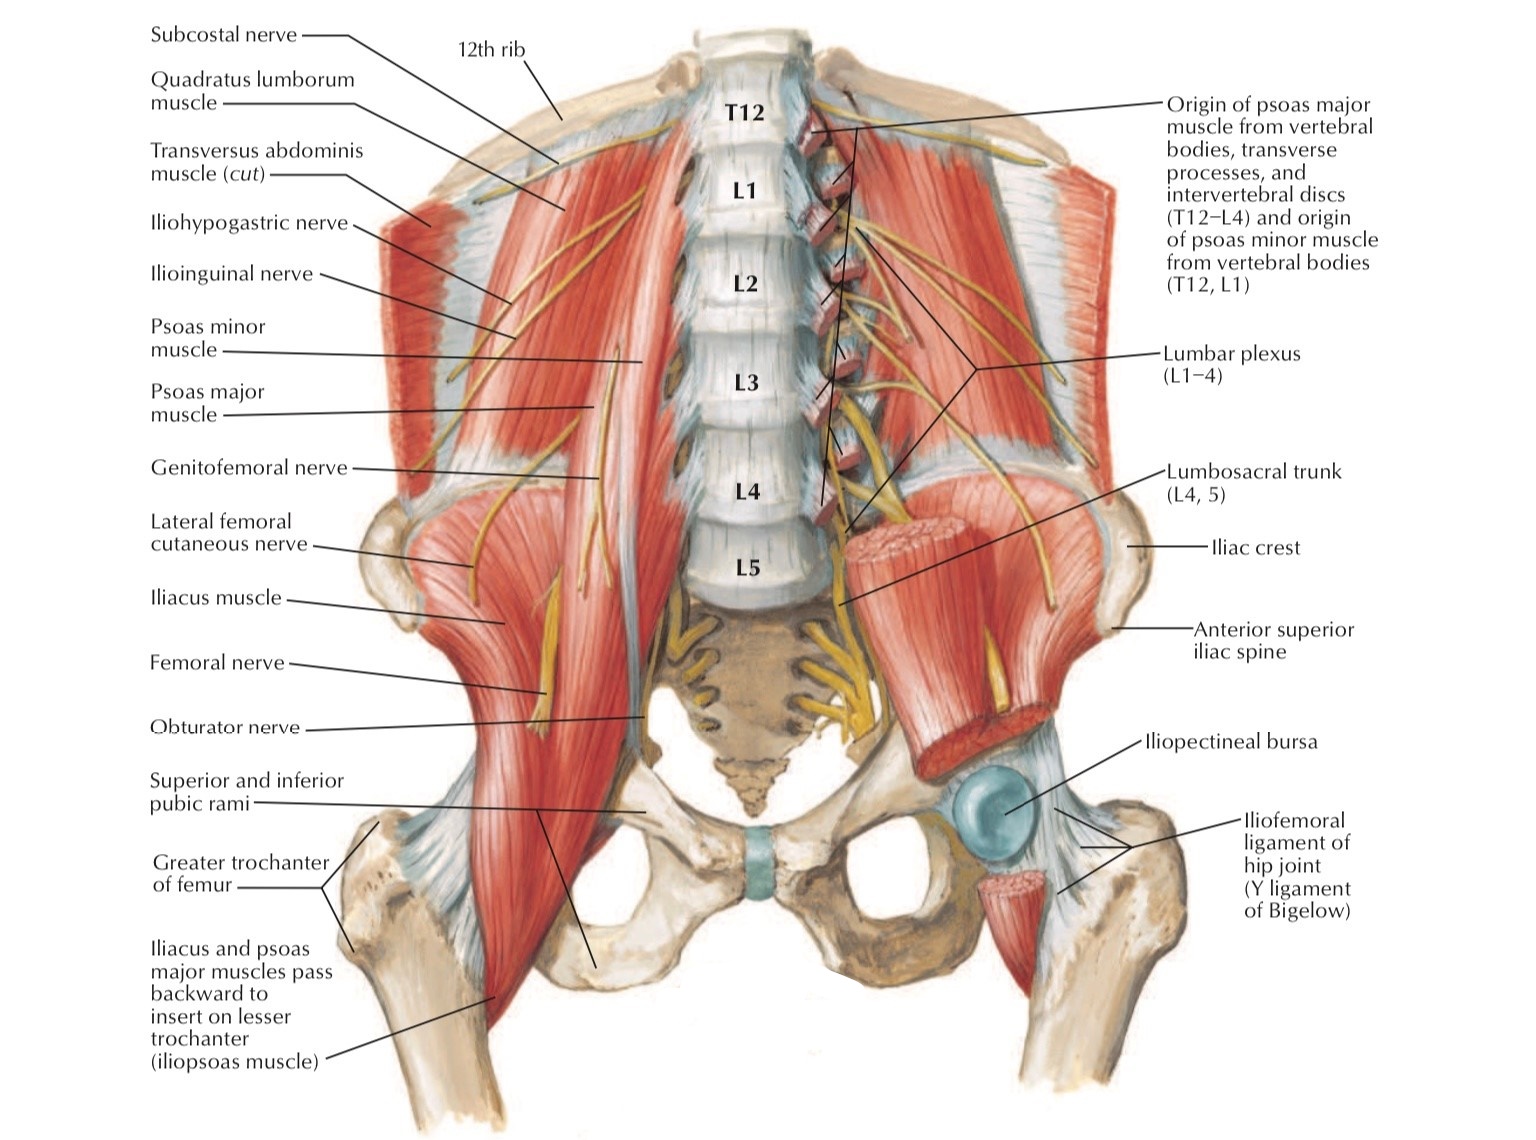 Subcostal nerve
12th rib
Quadratus lumborum
muscle
Transversus abdominis
muscle (cut)
Iliohypogastric nerve
Ilioinguinal nerve
Psoas minor
muscle
Psoas major
muscle
Genitofemoral nerve
Lateral femoral
cutaneous nerve
Iliacus muscle
Femoral nerve
Obturator nerve
Superior and inferior
pubic rami
Greater trochanter
of femur
Iliacus and psoas
major muscles pass
backward to
insert on lesser
trochanter
(iliopsoas muscle)
T12
L1
L2
L3
L4
L5
Origin of psoas major
muscle from vertebral
bodies, transverse
processes, and
intervertebral discs
(T12–L4) and origin
of psoas minor muscle
from vertebral bodies
(T12, L1)
Lumbar plexus
(L1–4)
Lumbosacral trunk
(L4, 5)
Iliac crest
Anterior superior
iliac spine
Iliopectineal bursa
Iliofemoral
ligament of
hip joint
(Y ligament
of Bigelow)